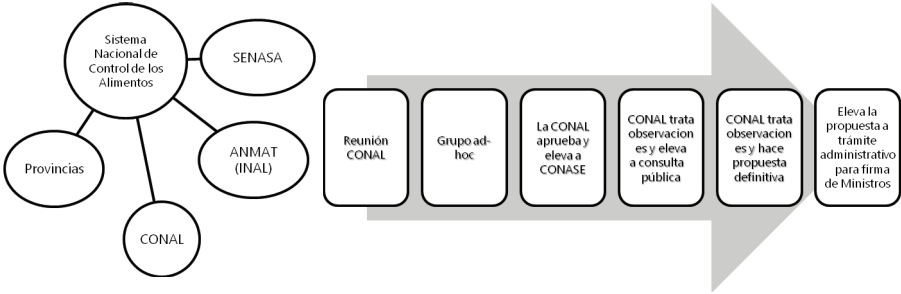 Sistema
Nacional de
Control de los
Alimentos
SENASA
ANMAT
(INAL)
CONAL
Provincias
Reunión
CONAL
Grupo ad-
hoc
La CONAL
aprueba y
eleva a
CONASE
CONAL trata
observacion
es y eleva
a consulta
pública
CONAL trata
observacion
es y hace
propuesta
definitiva
Eleva la
propuesta a
trámite
administrativo
para firma
de Ministros